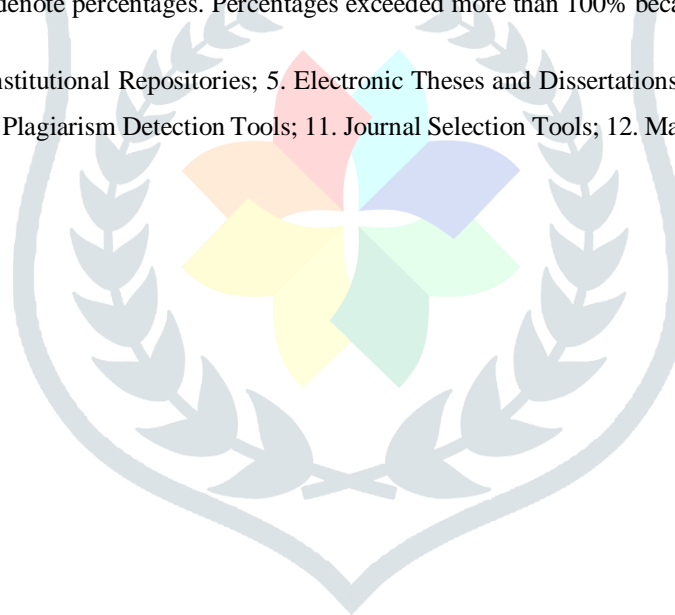 denote percentages. Percentages exceeded more than 100% beca
nstitutional Repositories; 5. Electronic Theses and Dissertations
Plagiarism Detection Tools; 11. Journal Selection Tools; 12. Ma